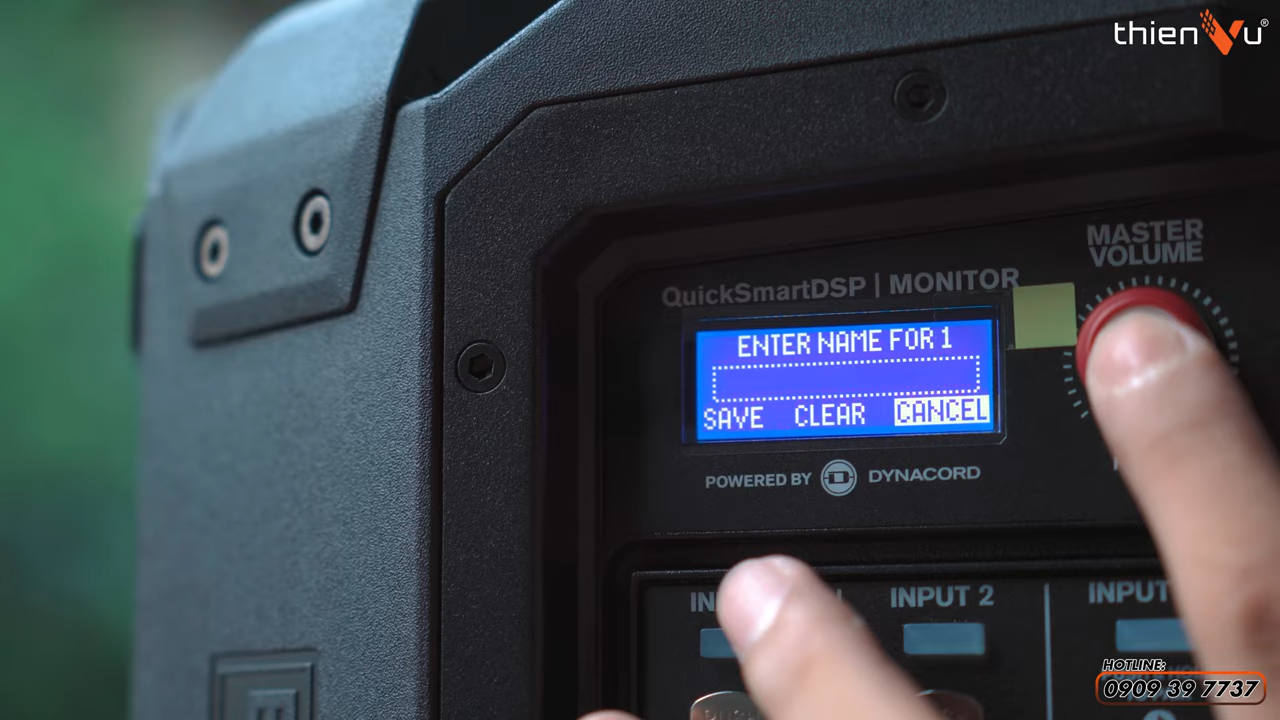 thienVu®
MASTER
VOLUME
QuickSmartDSP | MONITOR
ENTER NAME FOR 1
SAVE CLEAR CANCEL
POWERED BY DYNACORD
INPUT 2
INPUT
HOTLINE:
0909 39 7737